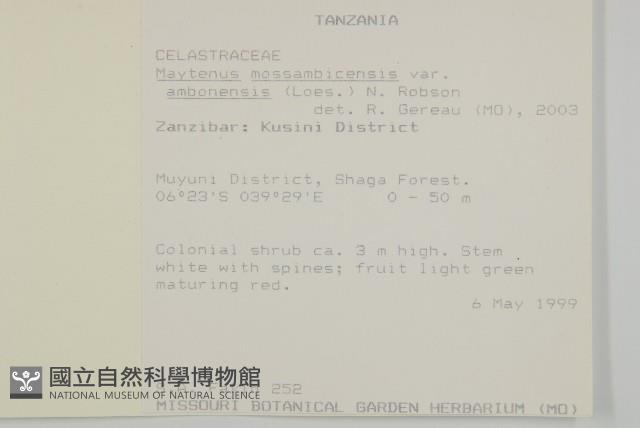 TANZANIA
CELASTRACEAE
Maytenus mossambicensis var.
ambonensis (Loes.) N. Robson
det. R. Gereau (MO), 2003
Zanzibar: Kusini District
Muyuni District, Shaga Forest.
06°23'S 039°29'E 0 - 50 m
Colonial shrub ca. 3 m high. Stem
white with spines; fruit light green
maturing red.
6 May 1999
252
MISSOURI BOTANICAL GARDEN HERBARIUM (MO)
國立自然科學博物館
NATIONAL MUSEUM OF NATURAL SCIENCE